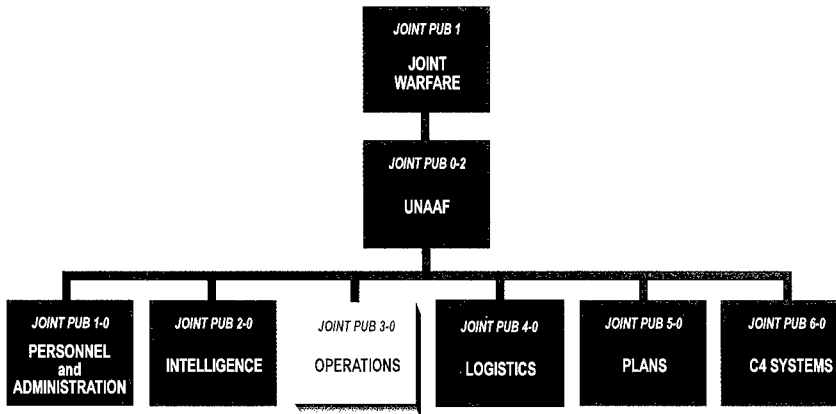 JOINT PUB 1
JOINT
WARFARE
JOINT PUB 0-2
UNAAF
JOINT PUB 1-0
PERSONNEL
and
ADMINISTRATION
JOINT PUB 2-0
INTELLIGENCE
JOINT PUB 3-0
OPERATIONS
JOINT PUB 4-0
LOGISTICS
JOINT PUB 5-0
PLANS
JOINT PUB 6-0
C4 SYSTEMS